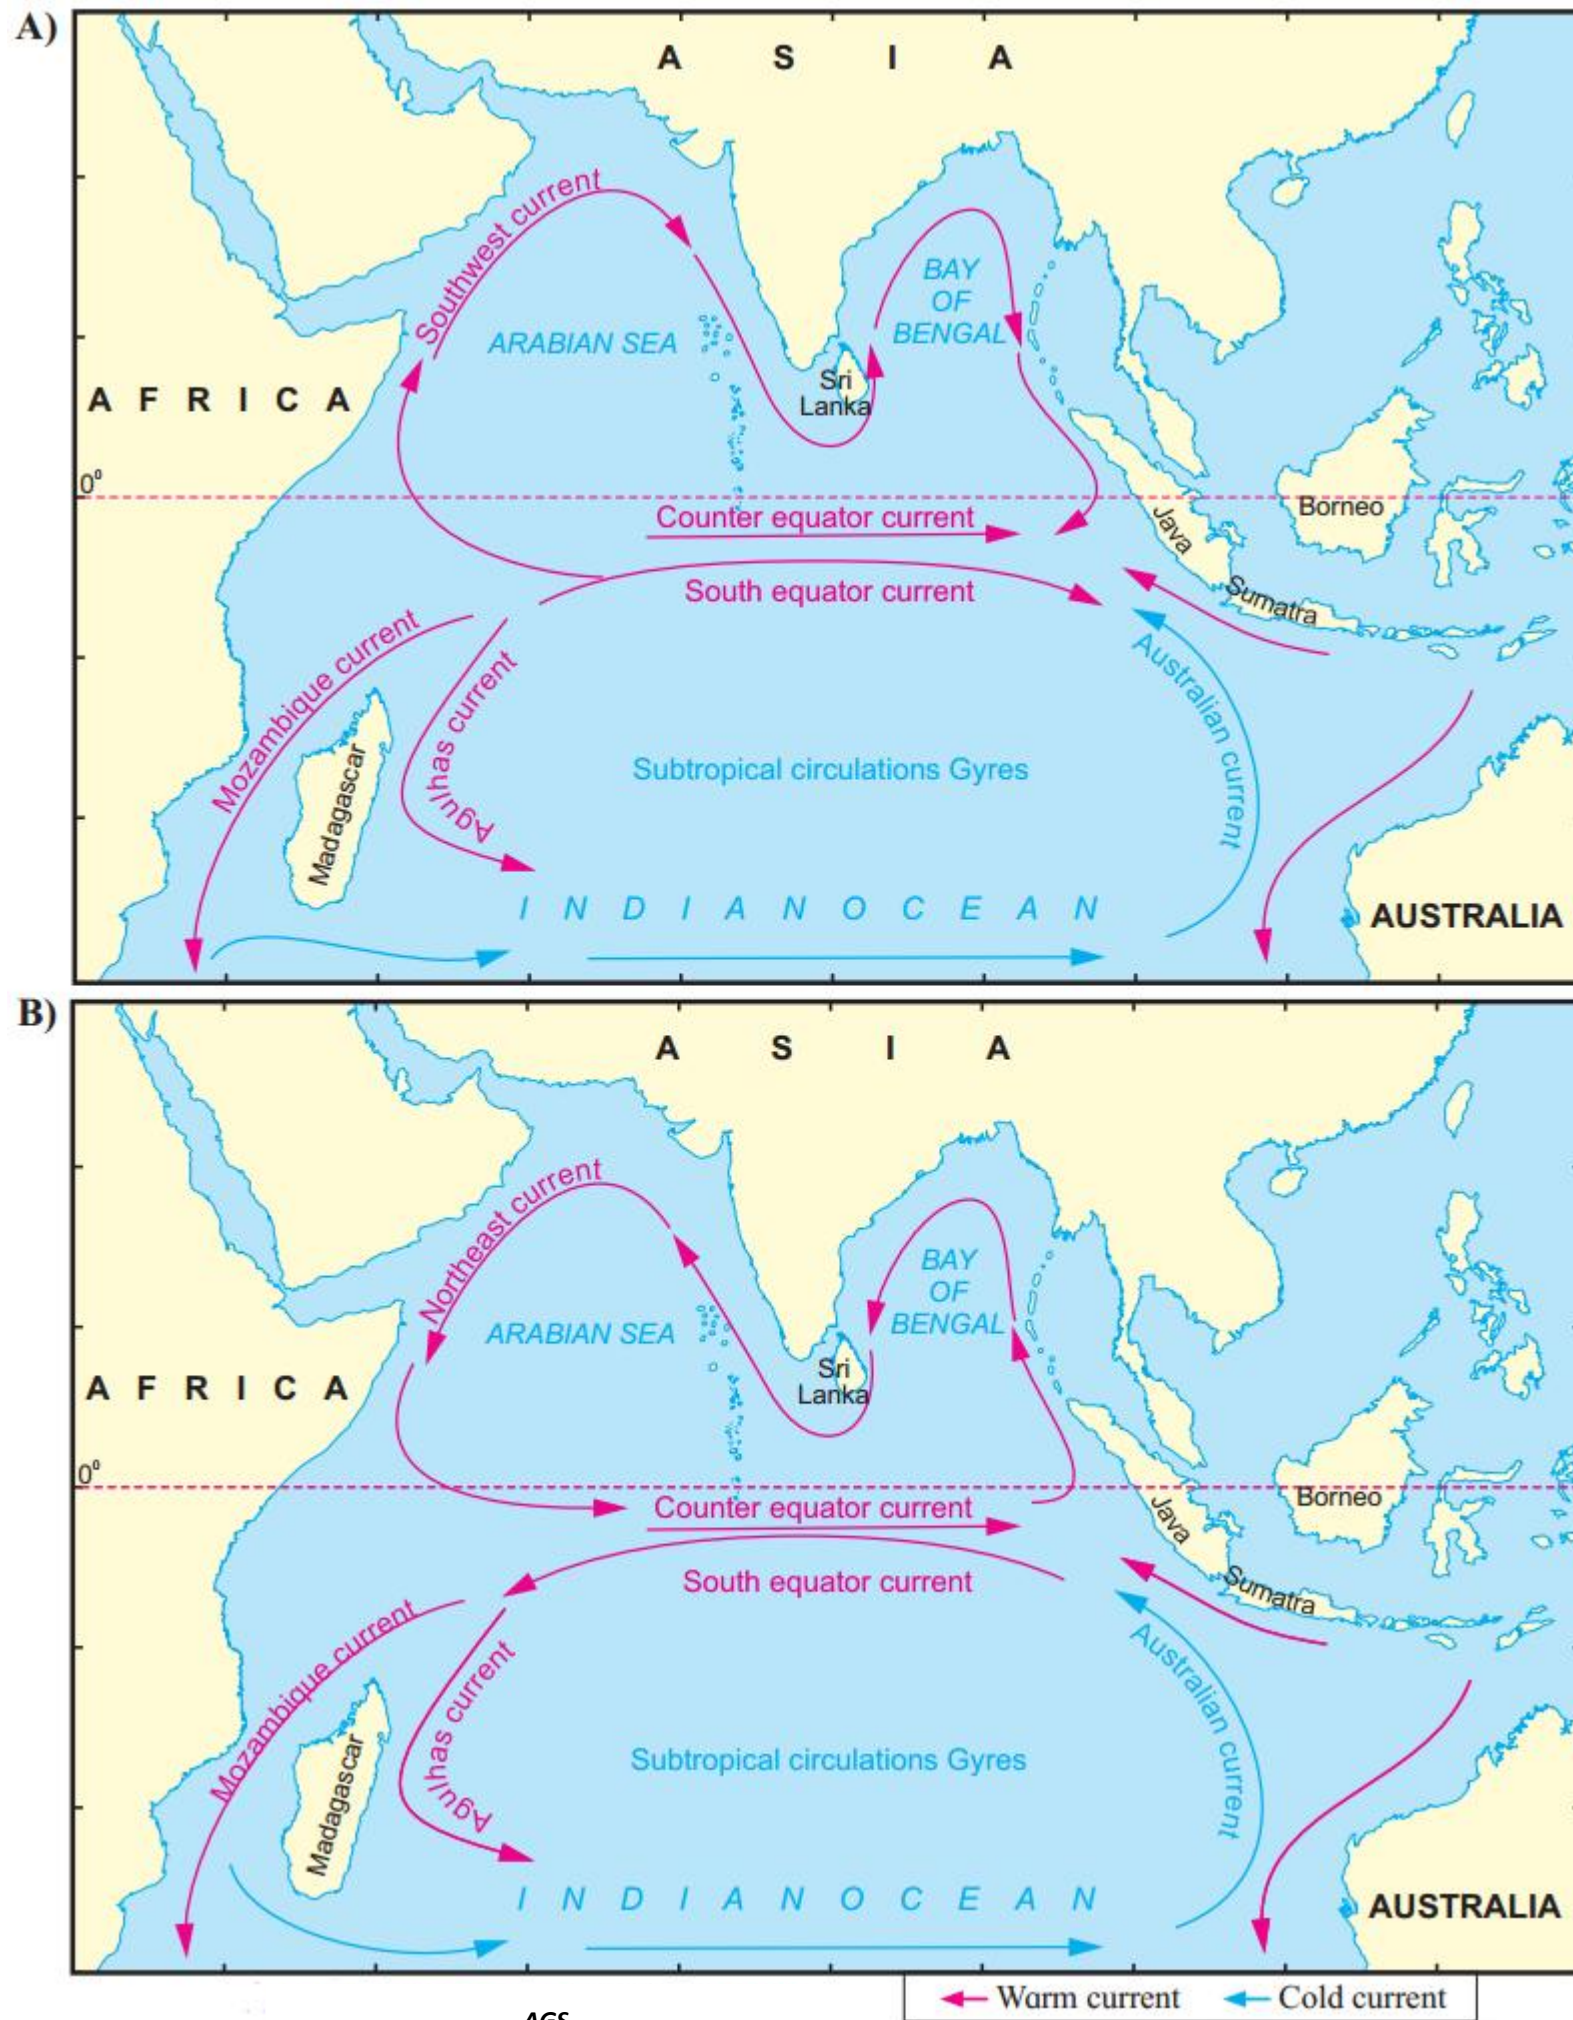 A)
A S I A
Southwest current
BAY
OF
BENGAL
ARABIAN SEA
Sri
Lanka
A F R I C A
0⁰
Counter equator current
Java
Borneo
South equator current
Sumatra
Mozambique current
Agulhas current
Australian current
Madagascar
Subtropical circulations Gyres
I N D I A N O C E A N
AUSTRALIA
B)
A S I A
Northeast current
BAY
OF
BENGAL
ARABIAN SEA
Sri
Lanka
A F R I C A
0⁰
Counter equator current
Java
Borneo
South equator current
Sumatra
Mozambique current
Agulhas current
Australian current
Madagascar
Subtropical circulations Gyres
I N D I A N O C E A N
AUSTRALIA
Warm current
Cold current